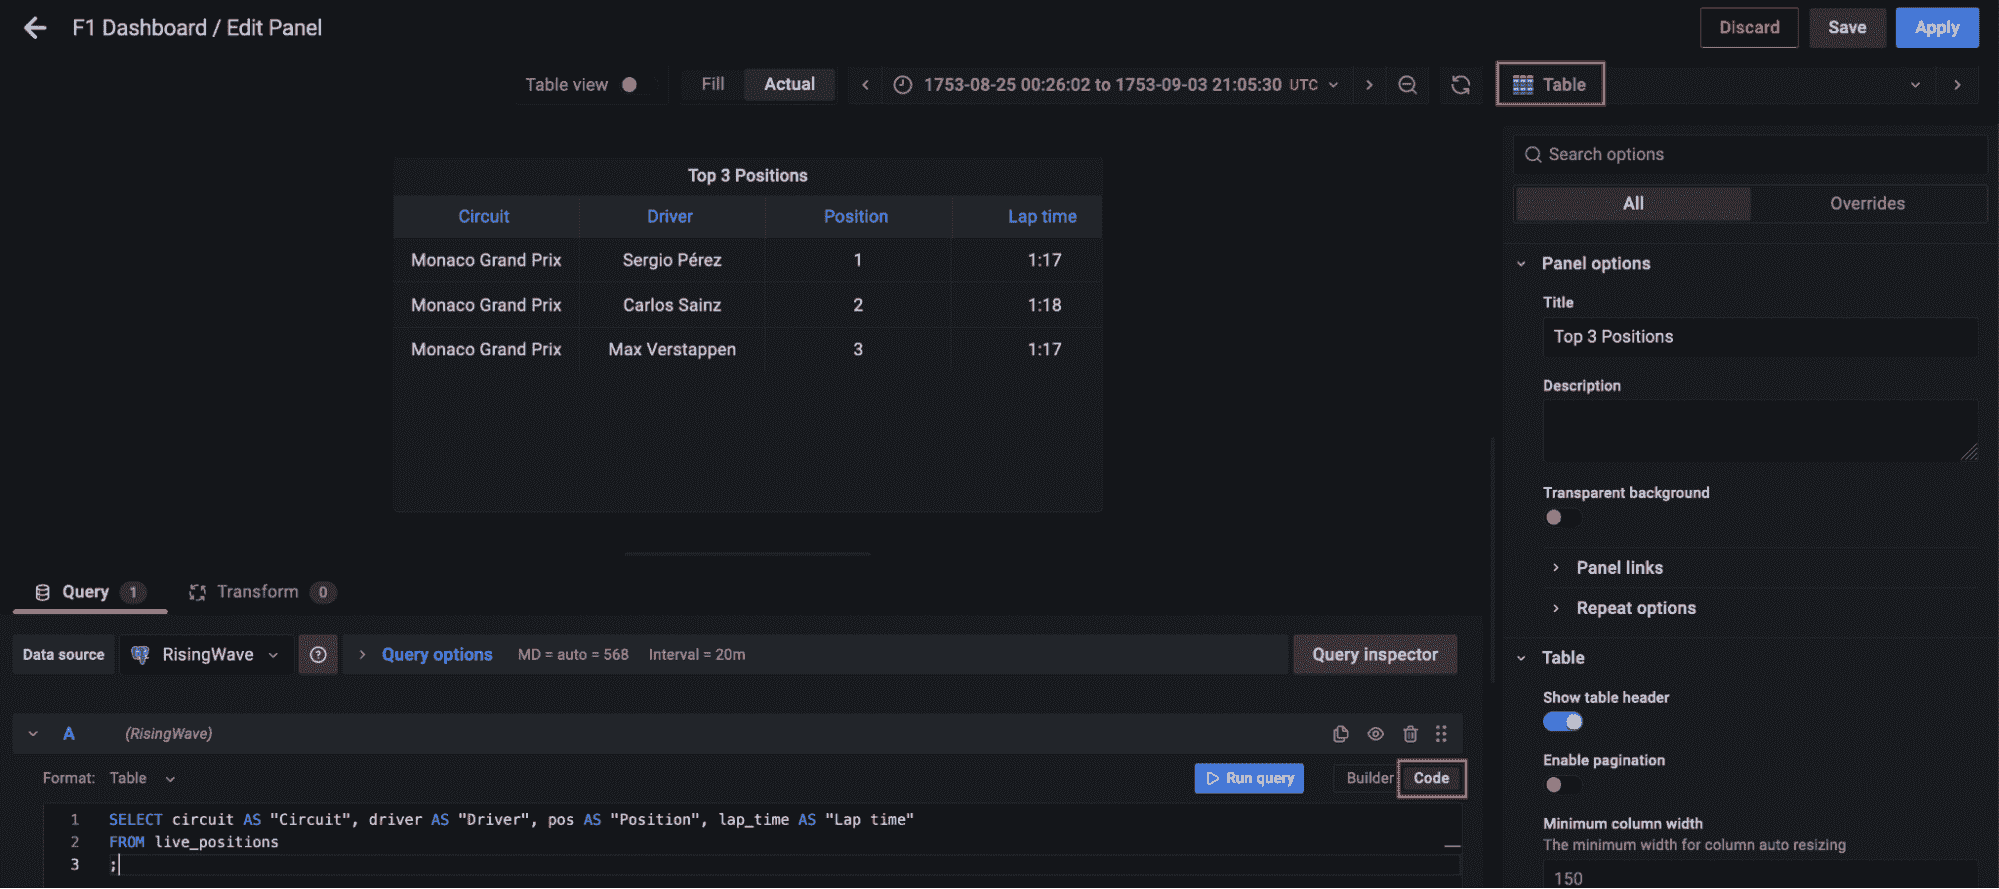 F1 Dashboard / Edit Panel
Discard
Save
Apply
Table view
Fill
Actual
1753-08-25 00:26:02 to 1753-09-03 21:05:30 UTC
Table
Search options
All
Overrides
Top 3 Positions
Circuit Driver Position Lap time
Monaco Grand Prix Sergio Pérez 1 1:17
Monaco Grand Prix Carlos Sainz 2 1:18
Monaco Grand Prix Max Verstappen 3 1:17
Panel options
Title
Top 3 Positions
Description
Transparent background
Panel links
Repeat options
Table
Show table header
Enable pagination
Minimum column width
The minimum width for column auto resizing
150
Query 1
Transform 0
Data source
RisingWave
Query options MD = auto = 568 Interval = 20m
Query inspector
A (RisingWave)
Format: Table
Run query
Builder
Code
1 SELECT circuit AS "Circuit", driver AS "Driver", pos AS "Position", lap_time AS "Lap time"
2 FROM live_positions
3 ;